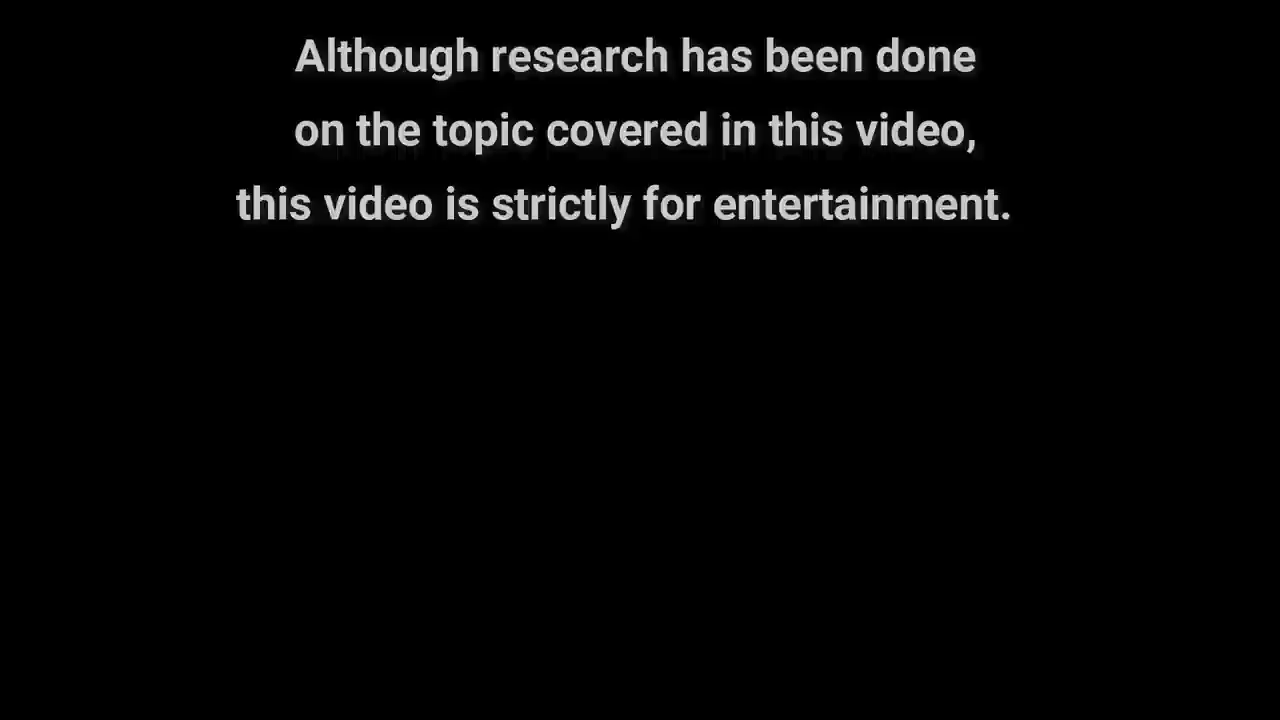 Although research has been done
on the topic covered in this video,
this video is strictly for entertainment.